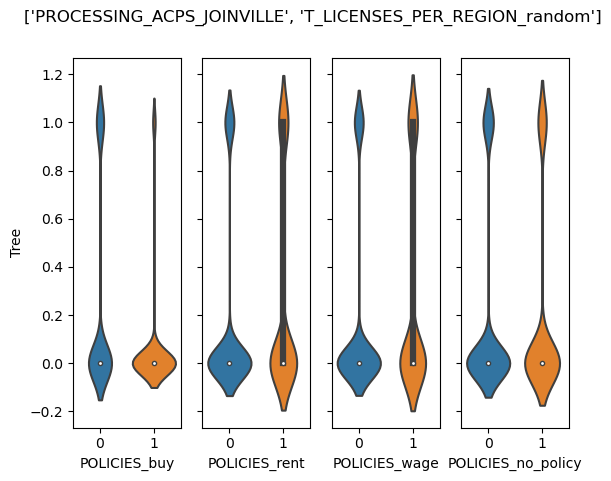 ['PROCESSING_ACPS_JOINVILLE', 'T_LICENSES_PER_REGION_random']
1.2
1.0
0.8
0.6
0.4
0.2
0.0
−0.2
Tree
0 1 0 1 0 1 0 1
POLICIES_buy POLICIES_rent POLICIES_wage POLICIES_no_policy